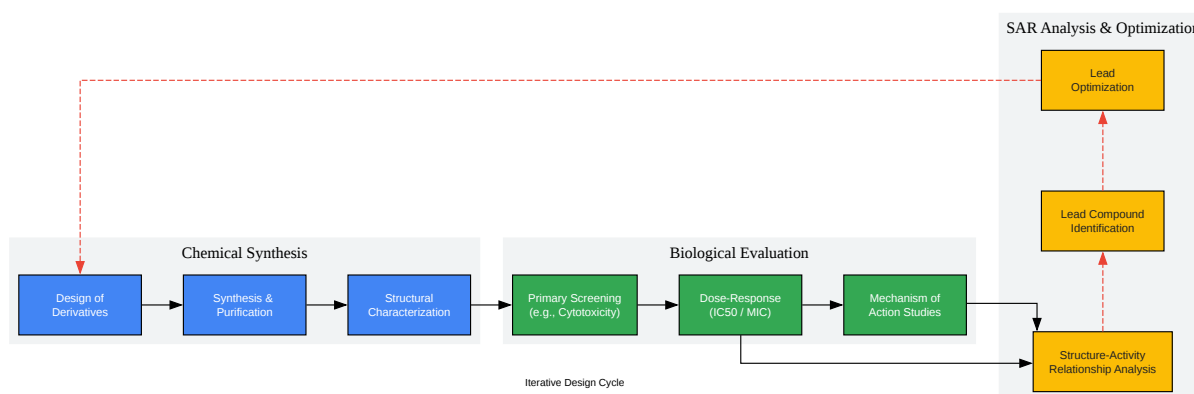 SAR Analysis & Optimization
Lead
Optimization
Lead Compound
Identification
Chemical Synthesis
Biological Evaluation
Design of
Derivatives
Synthesis &
Purification
Structural
Characterization
Primary Screening
(e.g., Cytotoxicity)
Dose-Response
(IC50 / MIC)
Mechanism of
Action Studies
Structure-Activity
Relationship Analysis
Iterative Design Cycle